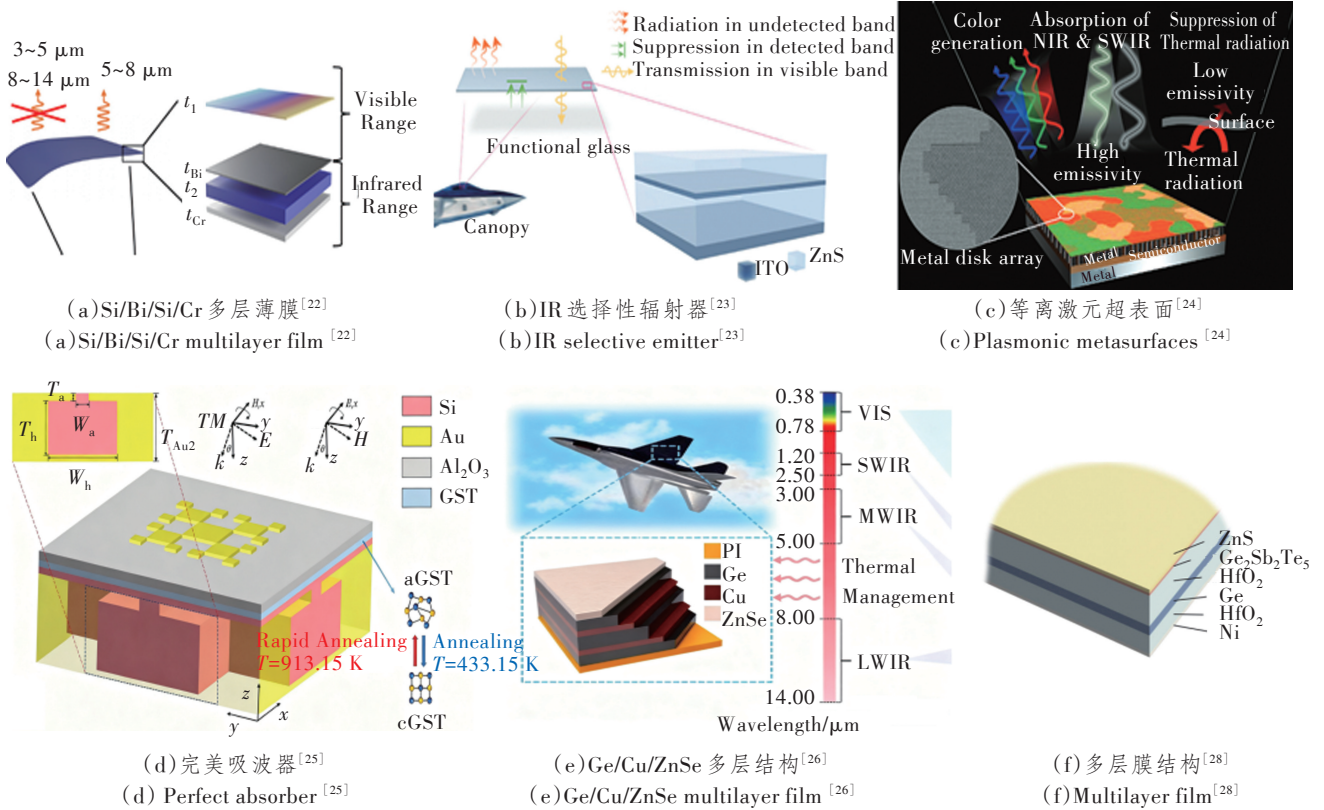 3~5 μm
8~14 μm
5~8 μm
t1
tBi
t2
tCr
Visible
Range
Infrared
Range
(a)Si/Bi/Si/Cr 多层薄膜[22]
(a)Si/Bi/Si/Cr multilayer film [22]
Radiation in undetected band
Suppression in detected band
Transmission in visible band
Functional glass
Canopy
ITO
ZnS
(b)IR 选择性辐射器[23]
(b)IR selective emitter[23]
Color
generation
Absorption of
NIR & SWIR
Suppression of
Thermal radiation
Low
emissivity
Surface
High
emissivity
Thermal
radiation
Metal disk array
Metal
Semiconductor
Metal
(c)等离激元超表面[24]
(c)Plasmonic metasurfaces [24]
Ta
Th
Wa
TAu2
Wh
TM
H,x
y
E
k
θ
z
E,x
y
H
k
θ
z
Si
Au
Al2O3
GST
aGST
Rapid Annealing
T=913.15 K
Annealing
T=433.15 K
cGST
z
x
y
(d)完美吸波器[25]
(d) Perfect absorber [25]
PI
Ge
Cu
ZnSe
0.38
0.78
1.20
2.50
3.00
5.00
8.00
14.00
VIS
SWIR
MWIR
Thermal
Management
LWIR
Wavelength/μm
(e)Ge/Cu/ZnSe 多层结构[26]
(e)Ge/Cu/ZnSe multilayer film [26]
ZnS
Ge2Sb2Te5
HfO2
Ge
HfO2
Ni
(f)多层膜结构[28]
(f)Multilayer film[28]